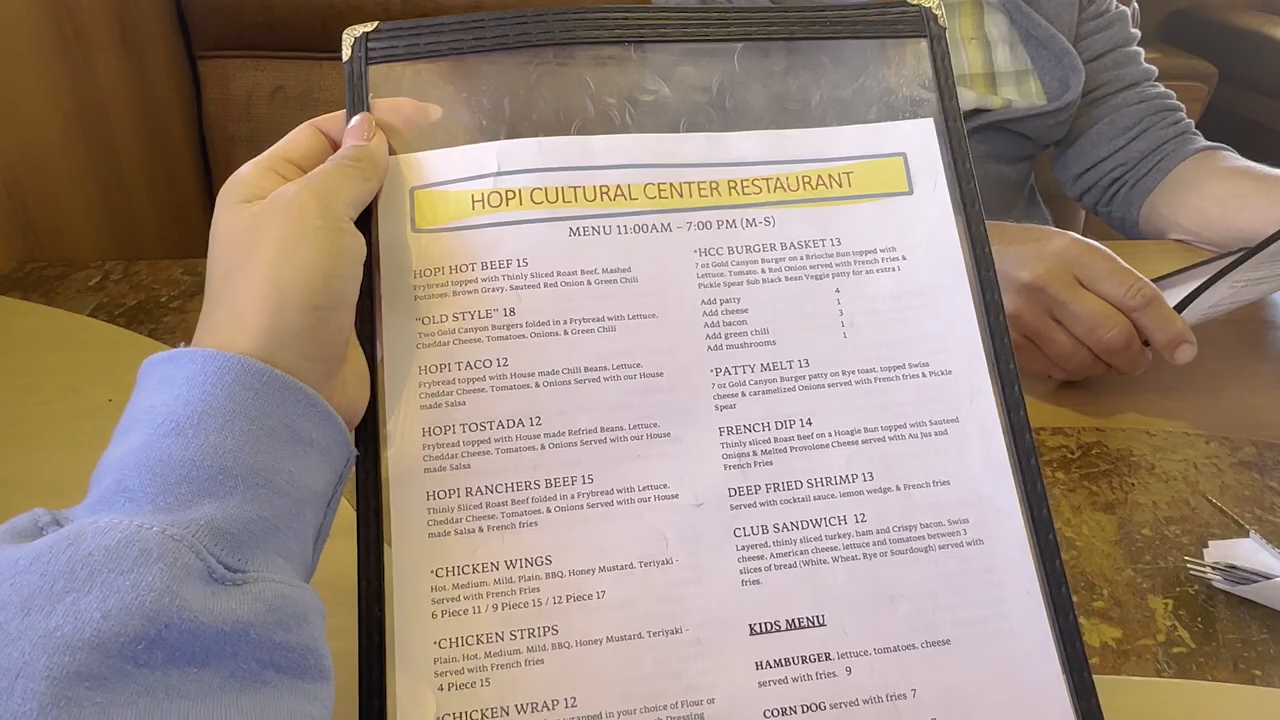 HOPI CULTURAL CENTER RESTAURANT
MENU 11:00AM – 7:00 PM (M-S)
HOPI HOT BEEF 15
Frybread topped with Thinly Sliced Roast Beef, Mashed
Potatoes, Brown Gravy, Sauteed Red Onion & Green Chili
"OLD STYLE" 18
Two Gold Canyon Burgers folded in a Frybread with Lettuce,
Cheddar Cheese, Tomatoes, Onions, & Green Chili
HOPI TACO 12
Frybread topped with House made Chili Beans, Lettuce,
Cheddar Cheese, Tomatoes, & Onions Served with our House
made Salsa
HOPI TOSTADA 12
Frybread topped with House made Refried Beans, Lettuce,
Cheddar Cheese, Tomatoes, & Onions Served with our House
made Salsa
HOPI RANCHERS BEEF 15
Thinly Sliced Roast Beef folded in a Frybread with Lettuce,
Cheddar Cheese, Tomatoes, & Onions Served with our House
made Salsa & French fries
*CHICKEN WINGS
Hot, Medium, Mild, Plain, BBQ, Honey Mustard, Teriyaki -
Served with French Fries
6 Piece 11 / 9 Piece 15 / 12 Piece 17
*CHICKEN STRIPS
Plain, Hot, Medium, Mild, BBQ, Honey Mustard, Teriyaki –
Served with French fries
4 Piece 15
*CHICKEN WRAP 12
wrapped in your choice of Flour or
Dressing
*HCC BURGER BASKET 13
7 oz Gold Canyon Burger on a Brioche Bun topped with
Lettuce, Tomato, & Red Onion served with French Fries &
Pickle Spear Sub Black Bean Veggie patty for an extra 1
Add patty 4
Add cheese 1
Add bacon 3
Add green chili 1
Add mushrooms 1
*PATTY MELT 13
7 oz Gold Canyon Burger patty on Rye toast, topped Swiss
cheese & caramelized Onions served with French fries & Pickle
Spear
FRENCH DIP 14
Thinly sliced Roast Beef on a Hoagie Bun topped with Sauteed
Onions & Melted Provolone Cheese served with Au Jus and
French Fries
DEEP FRIED SHRIMP 13
Served with cocktail sauce, lemon wedge, & French fries
CLUB SANDWICH 12
Layered, thinly sliced turkey, ham and Crispy bacon, Swiss
cheese, American cheese, lettuce and tomatoes between 3
slices of bread (White, Wheat, Rye or Sourdough) served with
fries.
KIDS MENU
HAMBURGER, lettuce, tomatoes, cheese
served with fries. 9
CORN DOG served with fries 7